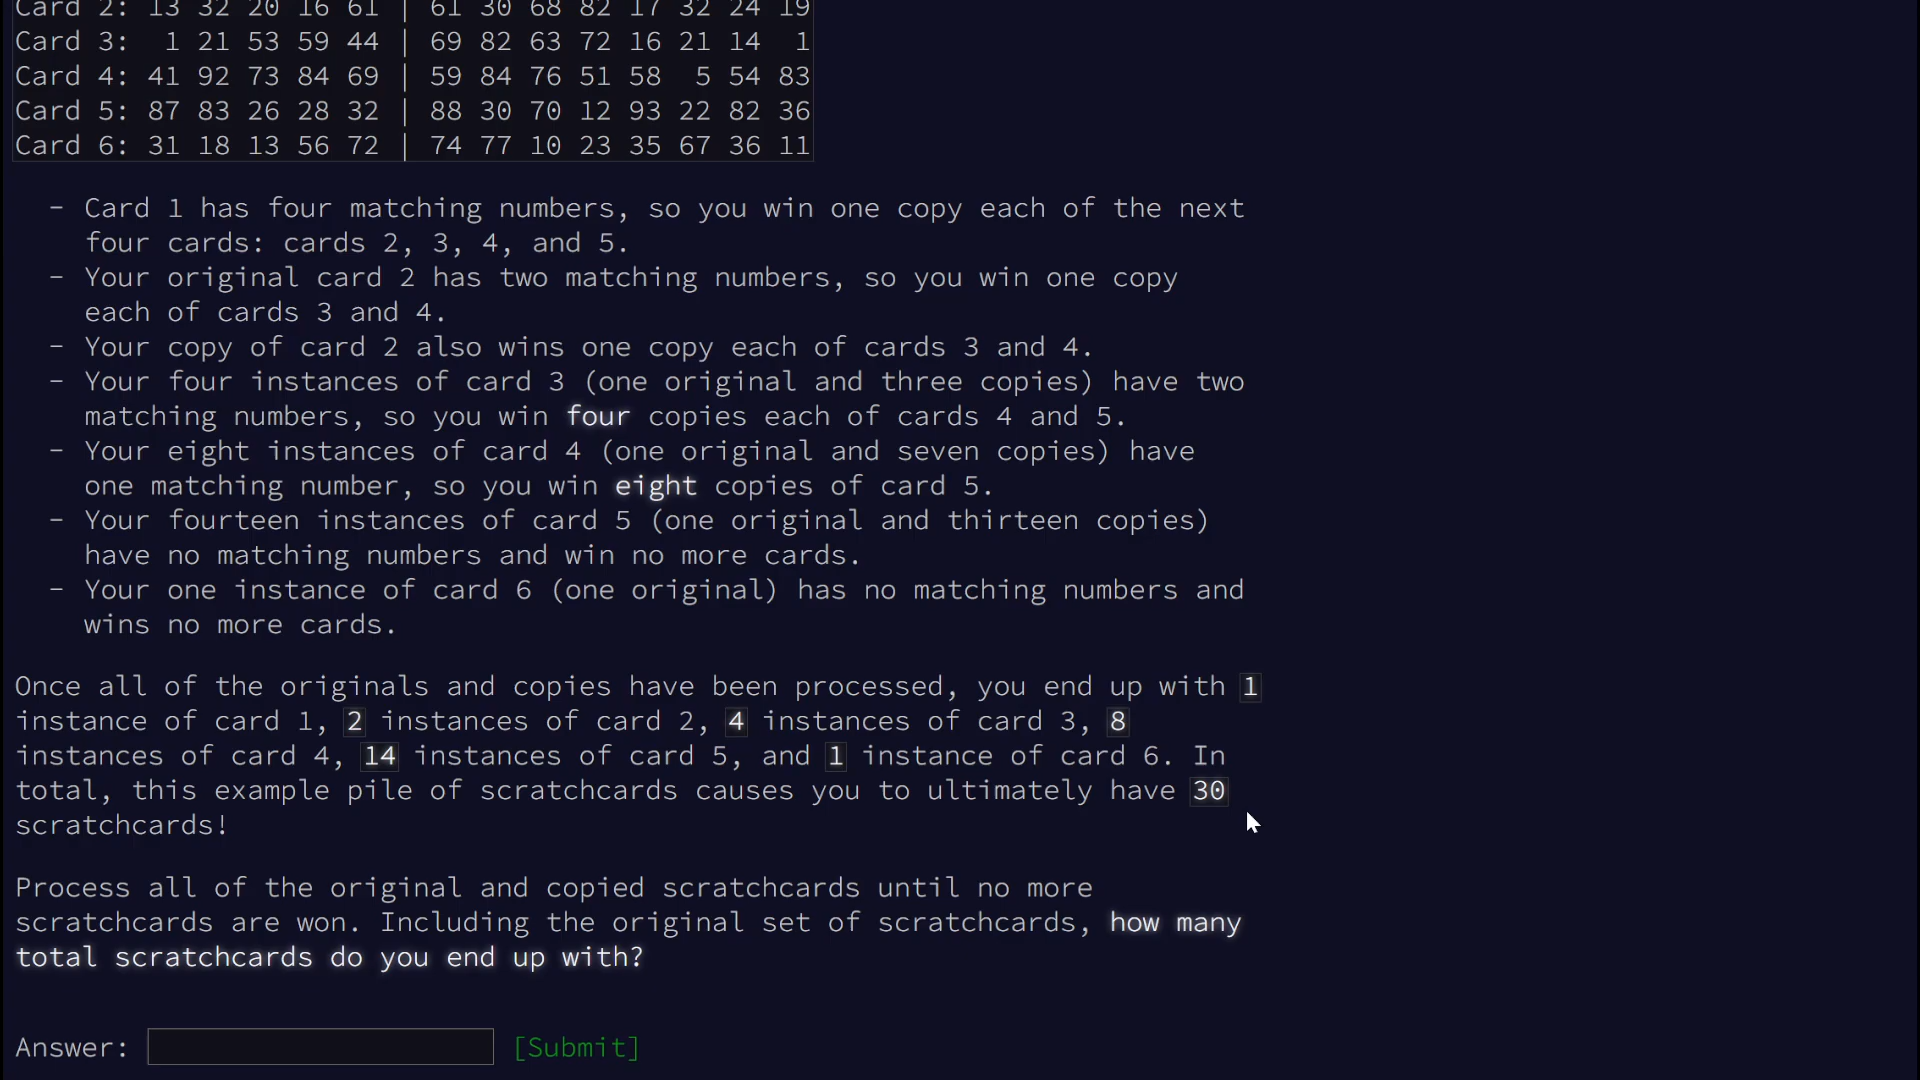 Card 2: 13 32 20 16 61 | 61 30 68 82 17 32 24 19
Card 3:  1 21 53 59 44 | 69 82 63 72 16 21 14  1
Card 4: 41 92 73 84 69 | 59 84 76 51 58  5 54 83
Card 5: 87 83 26 28 32 | 88 30 70 12 93 22 82 36
Card 6: 31 18 13 56 72 | 74 77 10 23 35 67 36 11
- Card 1 has four matching numbers, so you win one copy each of the next
four cards: cards 2, 3, 4, and 5.
- Your original card 2 has two matching numbers, so you win one copy
each of cards 3 and 4.
- Your copy of card 2 also wins one copy each of cards 3 and 4.
- Your four instances of card 3 (one original and three copies) have two
matching numbers, so you win four copies each of cards 4 and 5.
- Your eight instances of card 4 (one original and seven copies) have
one matching number, so you win eight copies of card 5.
- Your fourteen instances of card 5 (one original and thirteen copies)
have no matching numbers and win no more cards.
- Your one instance of card 6 (one original) has no matching numbers and
wins no more cards.
Once all of the originals and copies have been processed, you end up with 1
instance of card 1, 2 instances of card 2, 4 instances of card 3, 8
instances of card 4, 14 instances of card 5, and 1 instance of card 6. In
total, this example pile of scratchcards causes you to ultimately have 30
scratchcards!
Process all of the original and copied scratchcards until no more
scratchcards are won. Including the original set of scratchcards, how many
total scratchcards do you end up with?
Answer: [Submit]